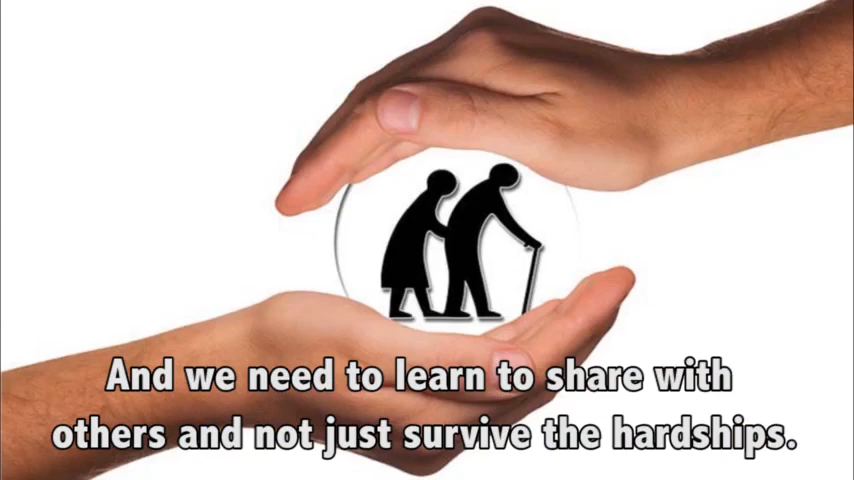 And we need to learn to share with
others and not just survive the hardships.